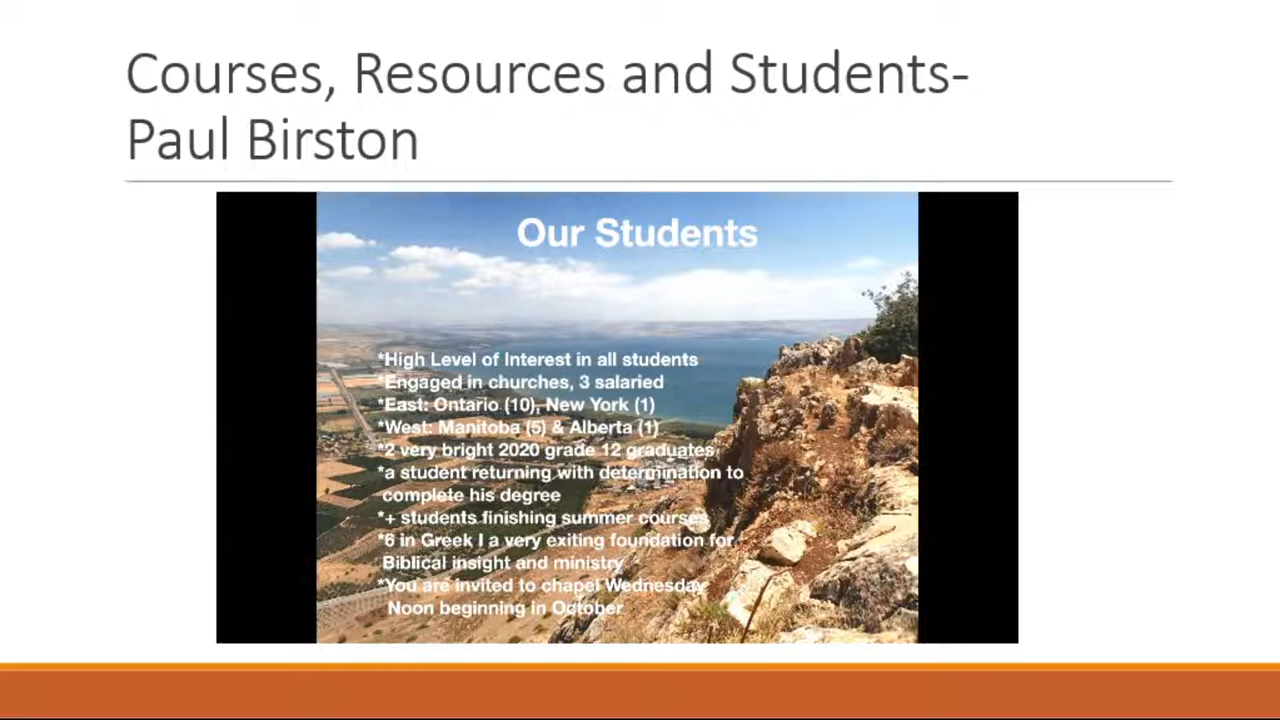 Courses, Resources and Students-
Paul Birston
Our Students
*High Level of Interest in all students
*Engaged in churches, 3 salaried
*East: Ontario (10), New York (1)
*West: Manitoba (5) & Alberta (1)
*2 very bright 2020 grade 12 graduates
*a student returning with determination to
complete his degree
*+ students finishing summer courses
*6 in Greek I a very exiting foundation for
Biblical insight and ministry
*You are invited to chapel Wednesday
Noon beginning in October